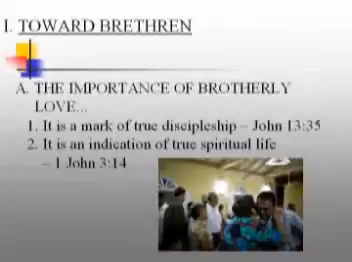 I. TOWARD BRETHREN
A. THE IMPORTANCE OF BROTHERLY
LOVE...
1. It is a mark of true discipleship – John 13:35
2. It is an indication of true spiritual life
– 1 John 3:14